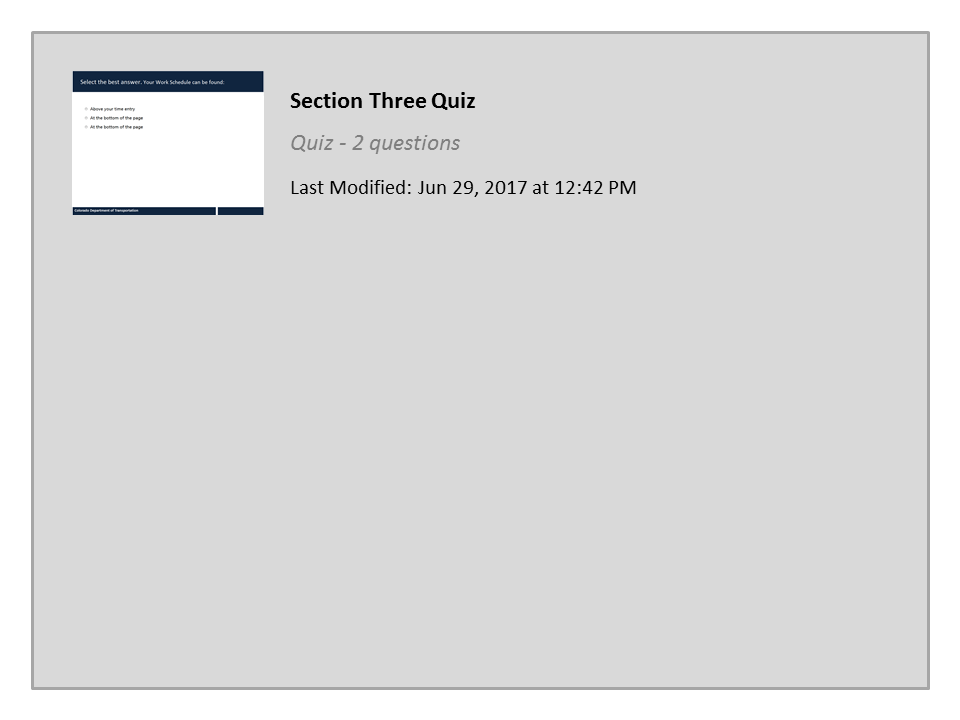 Select the best answer. Your Work Schedule can be found:
Above your time entry
At the bottom of the page
At the bottom of the page
Colorado Department of Transportation
Section Three Quiz
Quiz - 2 questions
Last Modified: Jun 29, 2017 at 12:42 PM